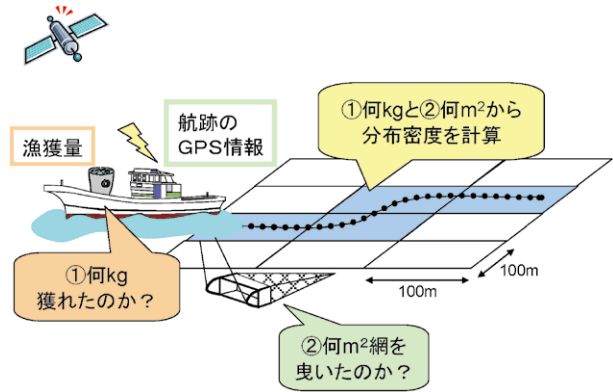 漁獲量
航跡の
GPS情報
①何kgと②何m²から
分布密度を計算
①何kg
獲れたのか？
②何m²網を
曳いたのか？
100m
100m